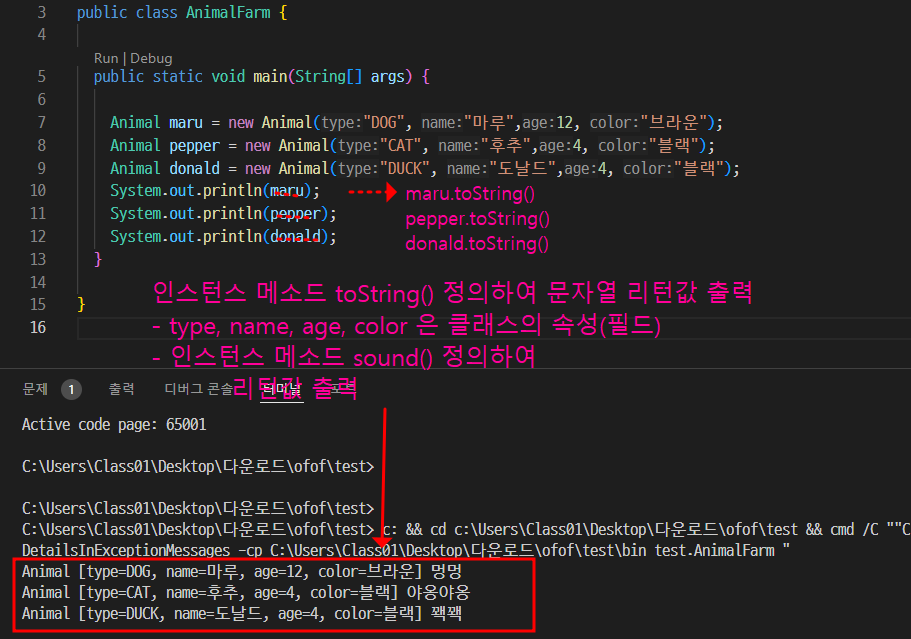 3 public class AnimalFarm {
4
Run | Debug
5 public static void main(String[] args) {
6
7 Animal maru = new Animal(type:"DOG", name:"마루",age:12, color:"브라운");
8 Animal pepper = new Animal(type:"CAT", name:"후추",age:4, color:"블랙");
9 Animal donald = new Animal(type:"DUCK", name:"도날드",age:4, color:"블랙");
10 System.out.println(maru); maru.toString()
11 System.out.println(pepper); pepper.toString()
12 System.out.println(donald); donald.toString()
13 }
14 인스턴스 메소드 toString() 정의하여 문자열 리턴값 출력
15 }
16 - type, name, age, color 은 클래스의 속성(필드)
- 인스턴스 메소드 sound() 정의하여
리턴값 출력
문제 1 출력 디버그 콘솔 터미널 포트
Active code page: 65001
C:\Users\Class01\Desktop\다운로드\ofof\test>
C:\Users\Class01\Desktop\다운로드\ofof\test>
C:\Users\Class01\Desktop\다운로드\ofof\test> c: && cd c:\Users\Class01\Desktop\다운로드\ofof\test && cmd /C ""C
DetailsInExceptionMessages -cp C:\Users\Class01\Desktop\다운로드\ofof\test\bin test.AnimalFarm "
Animal [type=DOG, name=마루, age=12, color=브라운] 멍멍
Animal [type=CAT, name=후추, age=4, color=블랙] 야옹야옹
Animal [type=DUCK, name=도날드, age=4, color=블랙] 꽥꽥